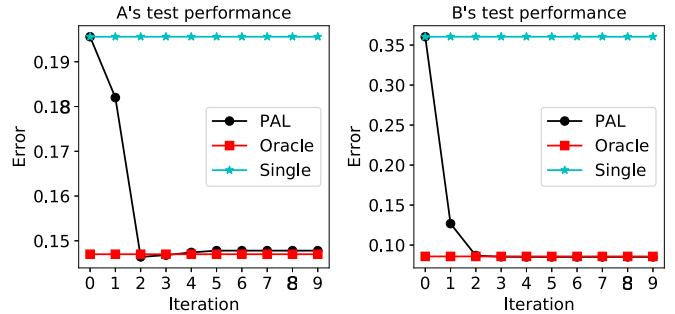 A's test performance
Error
0.19
0.18
0.17
0.16
0.15
PAL
Oracle
Single
0 1 2 3 4 5 6 7 8 9
Iteration
B's test performance
Error
0.35
0.30
0.25
0.20
0.15
0.10
PAL
Oracle
Single
0 1 2 3 4 5 6 7 8 9
Iteration